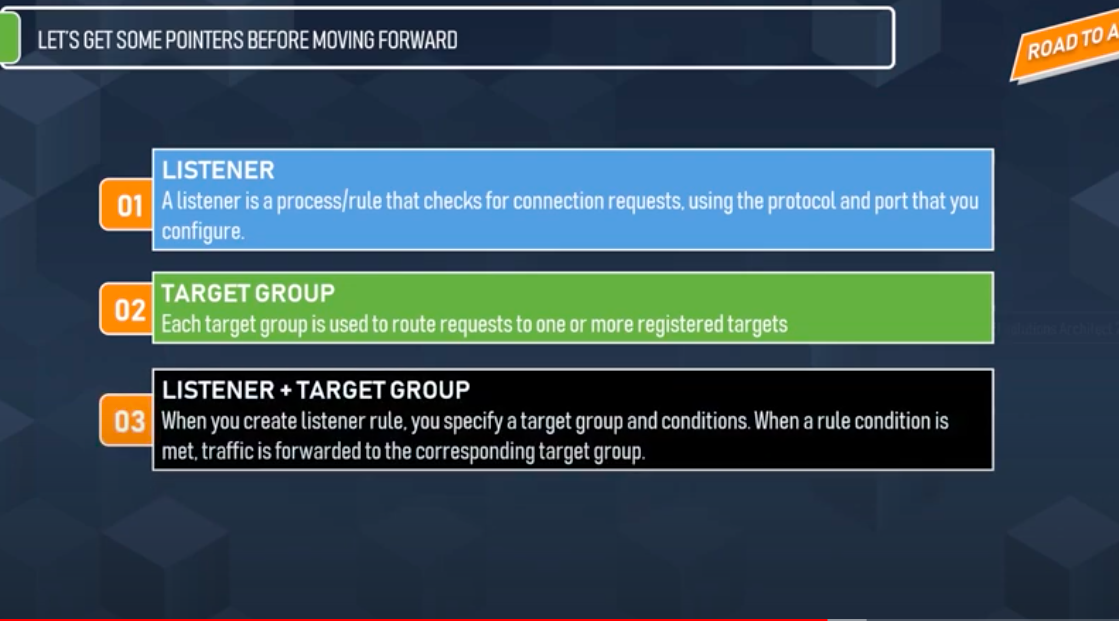 LET'S GET SOME POINTERS BEFORE MOVING FORWARD
ROAD TO A
01
LISTENER
A listener is a process/rule that checks for connection requests, using the protocol and port that you
configure.
02
TARGET GROUP
Each target group is used to route requests to one or more registered targets
03
LISTENER + TARGET GROUP
When you create listener rule, you specify a target group and conditions. When a rule condition is
met, traffic is forwarded to the corresponding target group.